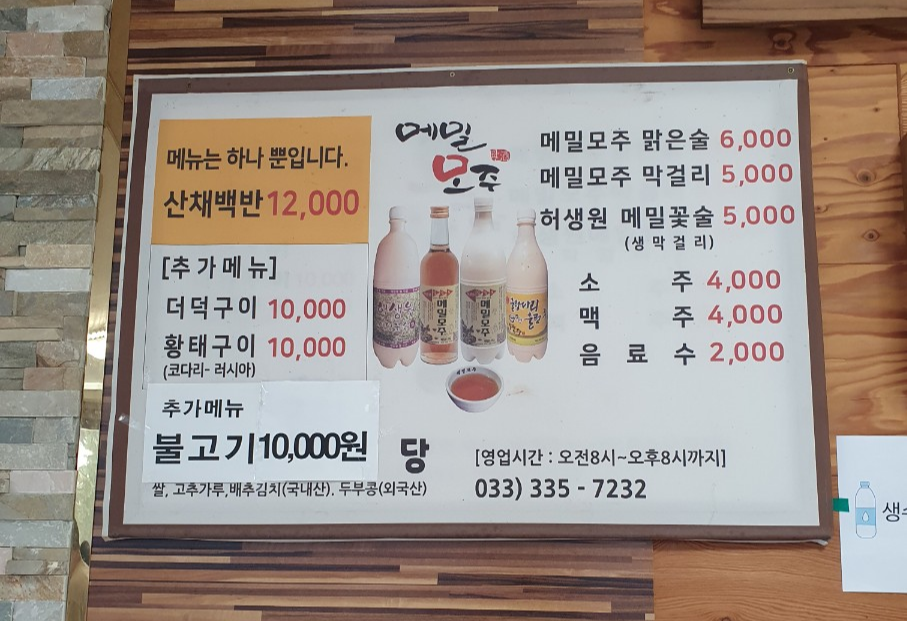 메뉴는 하나 뿐입니다.
산채백반 12,000
[추가메뉴]
더덕구이 10,000
황태구이 10,000
(코다리- 러시아)
추가메뉴
불고기 10,000원
당
쌀, 고추가루,배추김치(국내산). 두부콩(외국산)
메밀
모주
메밀모주
메밀모주
메밀모주 맑은술 6,000
메밀모주 막걸리 5,000
허생원 메밀꽃술 5,000
(생막걸리)
소 주 4,000
맥 주 4,000
음 료 수 2,000
[영업시간 : 오전8시~오후8시까지]
033) 335 - 7232